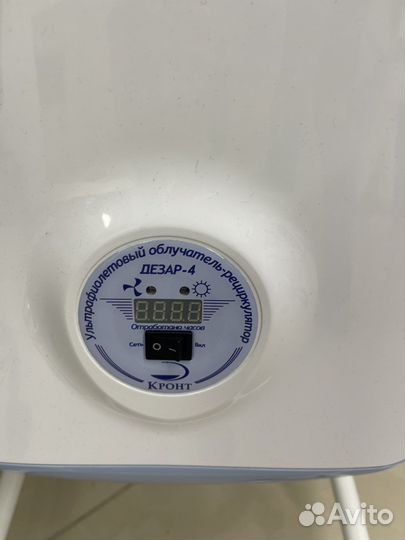 Ультрафиолетовый облучатель-рециркулятор
ДЕЗАР-4
Отработано часов
Сеть Вкл
КРОНТ
Avito